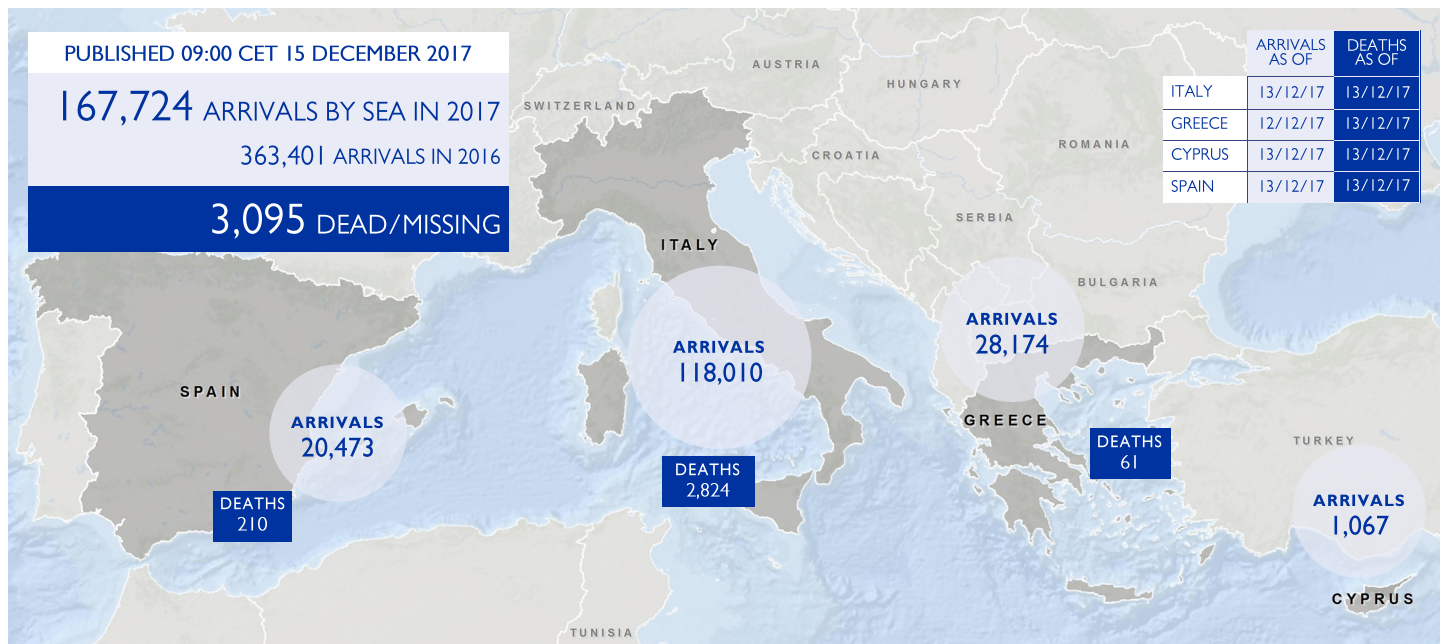 PUBLISHED 09:00 CET 15 DECEMBER 2017
167,724 ARRIVALS BY SEA IN 2017
363,401 ARRIVALS IN 2016
3,095 DEAD/MISSING
ARRIVALS AS OF
DEATHS AS OF
ITALY 13/12/17 13/12/17
GREECE 12/12/17 13/12/17
CYPRUS 13/12/17 13/12/17
SPAIN 13/12/17 13/12/17
AUSTRIA
HUNGARY
SWITZERLAND
ROMANIA
CROATIA
SERBIA
ITALY
BULGARIA
ARRIVALS
28,174
ARRIVALS
118,010
SPAIN
ARRIVALS
20,473
GREECE
DEATHS
61
TURKEY
DEATHS
2,824
DEATHS
210
ARRIVALS
1,067
CYPRUS
TUNISIA